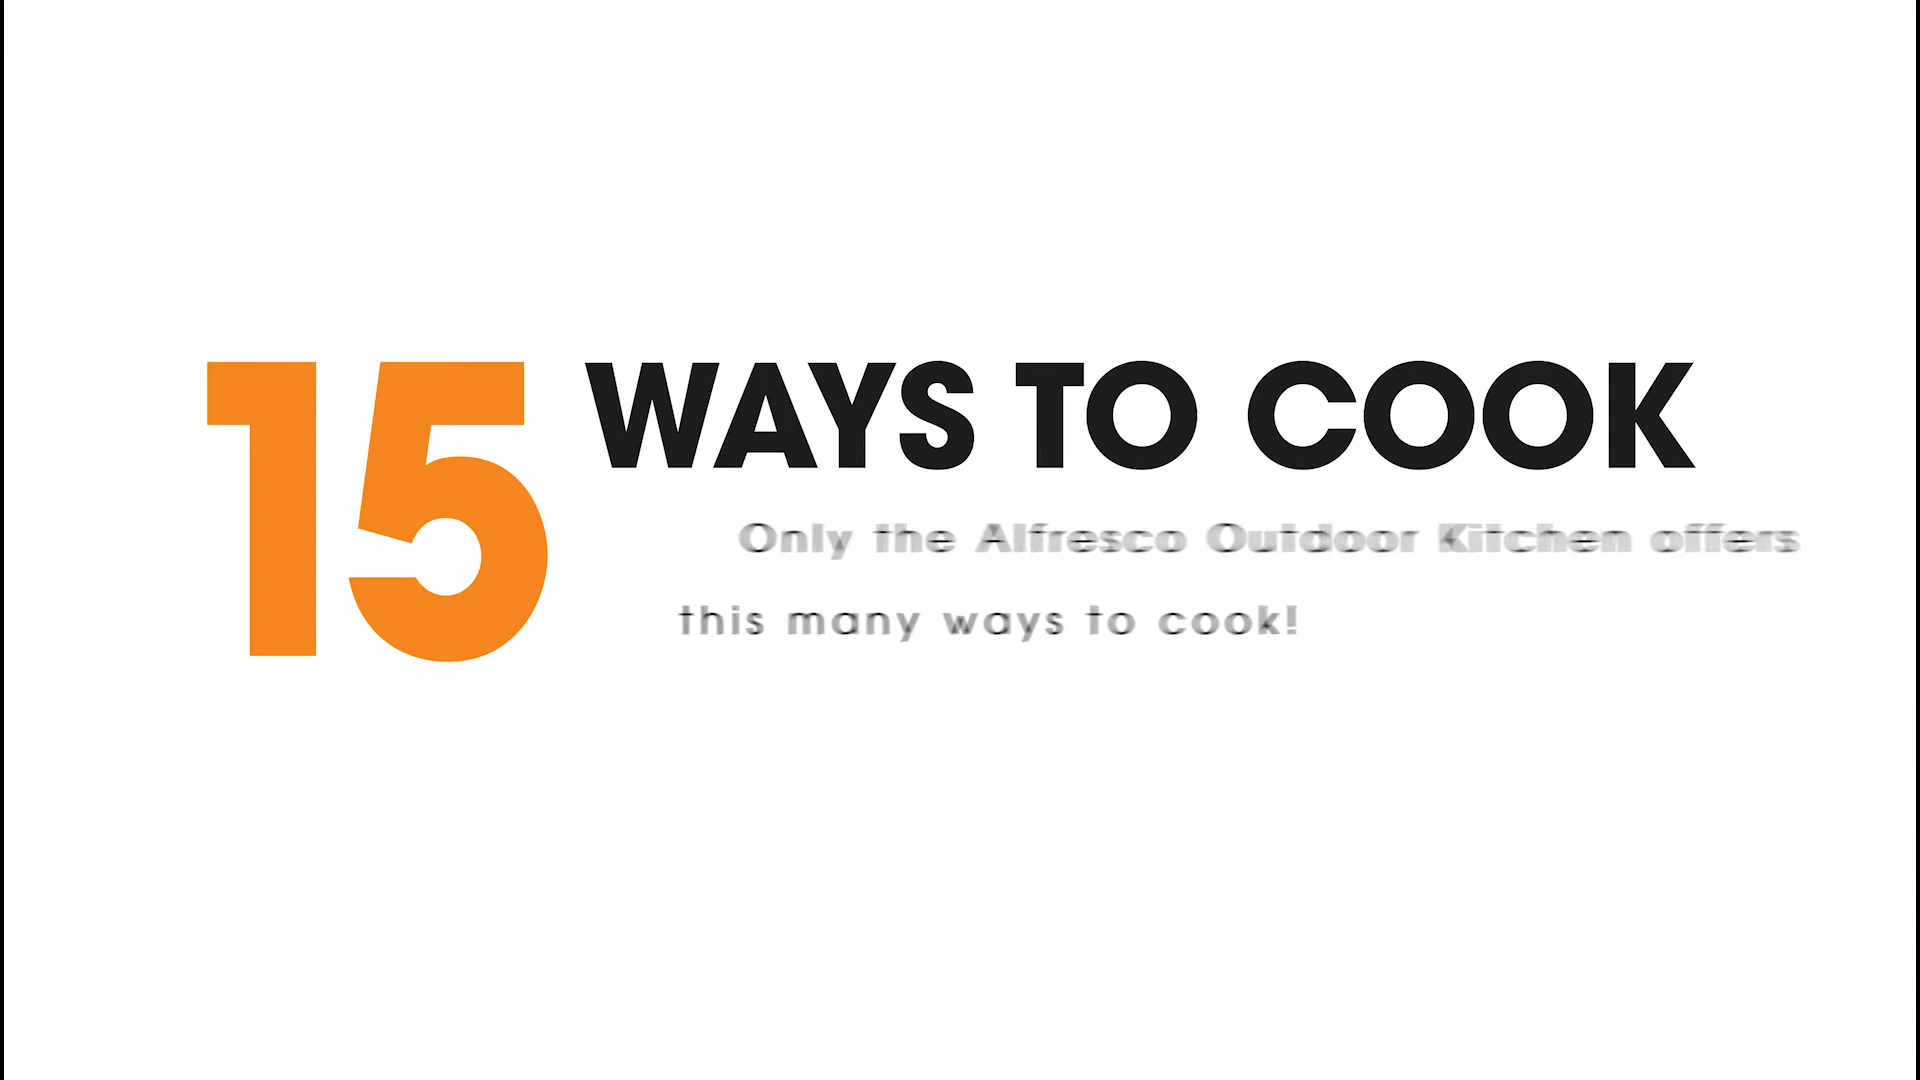 15 WAYS TO COOK
Only the Alfresco Outdoor Kitchen offers
this many ways to cook!